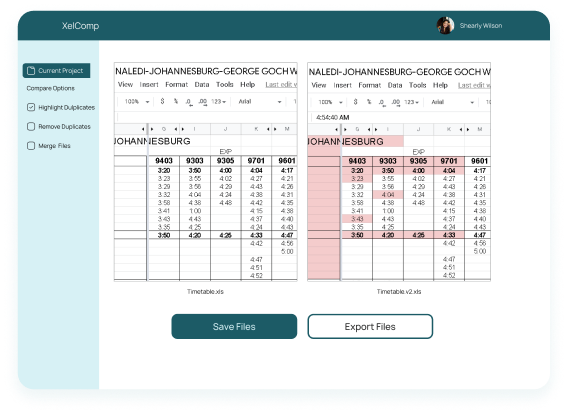 XelComp
Shearly Wilson
Current Project
Compare Options
Highlight Dulplicates
Remove Duplicates
Merge Files
NALEDI-JOHANNESBURG-GEORGE GOCH W
View Insert Format Data Tools Help Last edit w
100% $ % .0 .00 123 Arial 1
G I J K M
JOHANNESBURG
EXP
9403 9303 9305 9701 9601
3:20 3:50 4:00 4:04 4:17
3:23 3:55 4:02 4:27 4:21
3:29 3:56 4:29 4:43 4:26
3:32 4:04 4:24 4:38 4:31
3:58 4:38 4:48 4:42 4:35
3:41 1:00 4:15 4:38
3:43 4:43 4:37 4:40
3:35 4:25 4:24 4:43
3:50 4:20 4:25 4:33 4:47
4:42 4:56
5:00
4:47
4:51
4:52
Timetable.xls
NALEDI-JOHANNESBURG-GEORGE GOCH W
View Insert Format Data Tools Help Last edit w
100% $ % .0 .00 123 Arial 10
4:54:40 AM
G I J K M
JOHANNESBURG
EXP
9403 9303 9305 9701 9601
3:20 3:50 4:00 4:04 4:17
3:23 3:55 4:02 4:27 4:21
3:29 3:56 4:29 4:43 4:26
3:32 4:04 4:24 4:38 4:31
3:58 4:38 4:48 4:42 4:35
3:41 1:00 4:15 4:38
3:43 4:43 4:37 4:40
3:35 4:25 4:24 4:43
3:50 4:20 4:25 4:33 4:47
4:42 4:56
5:00
4:47
4:51
4:52
Timetable.v2.xls
Save Files
Export Files